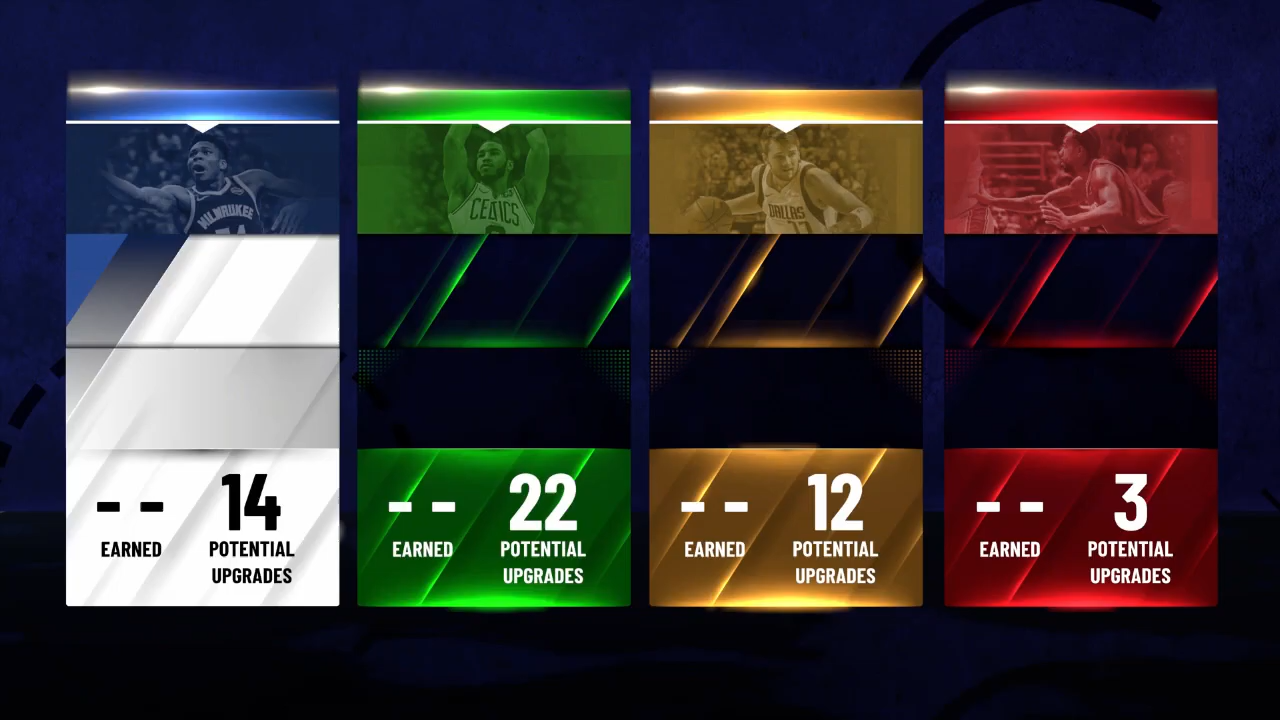 MILWAUKEE
CELTICS
DALLAS
- - 14
EARNED POTENTIAL
UPGRADES
- - 22
EARNED POTENTIAL
UPGRADES
- - 12
EARNED POTENTIAL
UPGRADES
- - 3
EARNED POTENTIAL
UPGRADES